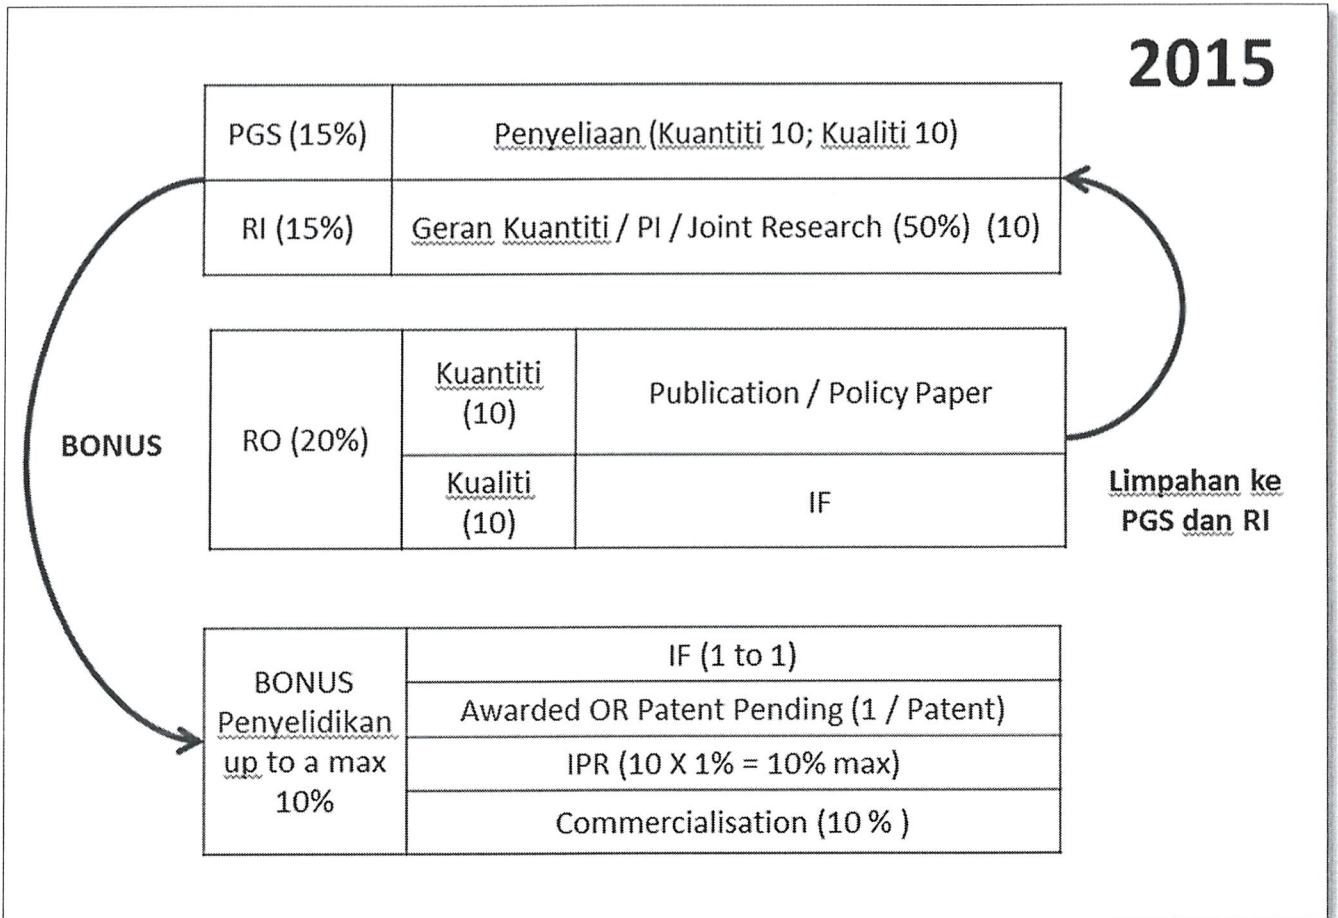 2015
PGS (15%)
Penyeliaan (Kuantiti 10; Kualiti 10)
RI (15%)
Geran Kuantiti / PI / Joint Research (50%) (10)
BONUS
RO (20%)
Kuantiti
(10)
Publication / Policy Paper
Kualiti
(10)
IF
Limpahan ke
PGS dan RI
BONUS
Penyelidikan
up to a max
10%
IF (1 to 1)
Awarded OR Patent Pending (1 / Patent)
IPR (10 X 1% = 10% max)
Commercialisation (10 % )